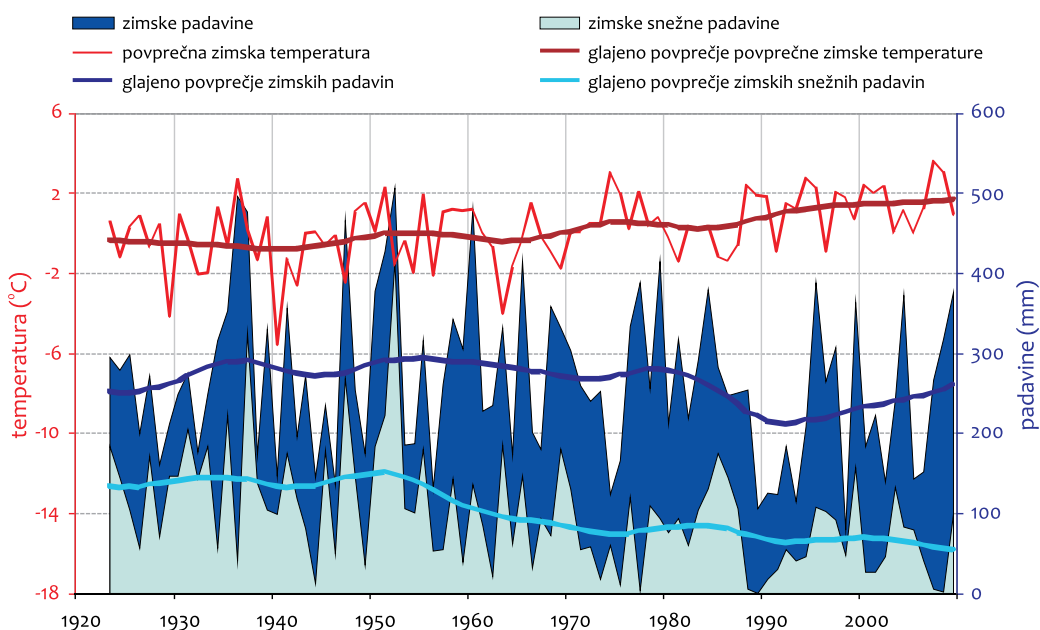 zimske padavine
zimske snežne padavine
povprečna zimska temperatura
glajeno povprečje povprečne zimske temperature
glajeno povprečje zimskih padavin
glajeno povprečje zimskih snežnih padavin
6
2
-2
-6
-10
-14
-18
temperatura (°C)
600
500
400
300
200
100
0
padavine (mm)
1920 1930 1940 1950 1960 1970 1980 1990 2000